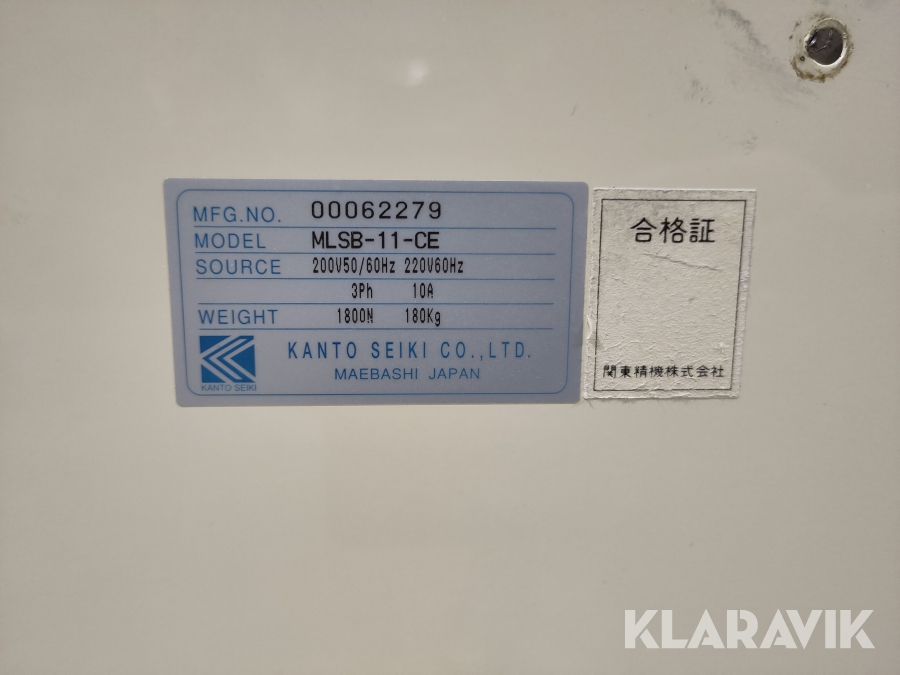 MFG.NO. 00062279
MODEL MLSB-11-CE
SOURCE 200V50/60Hz 220V60Hz
3Ph 10A
WEIGHT 1800N 180Kg
KANTO SEIKI CO.,LTD.
KANTO SEIKI
MAEBASHI JAPAN
合格証
関東精機株式会社
KLARAVIK